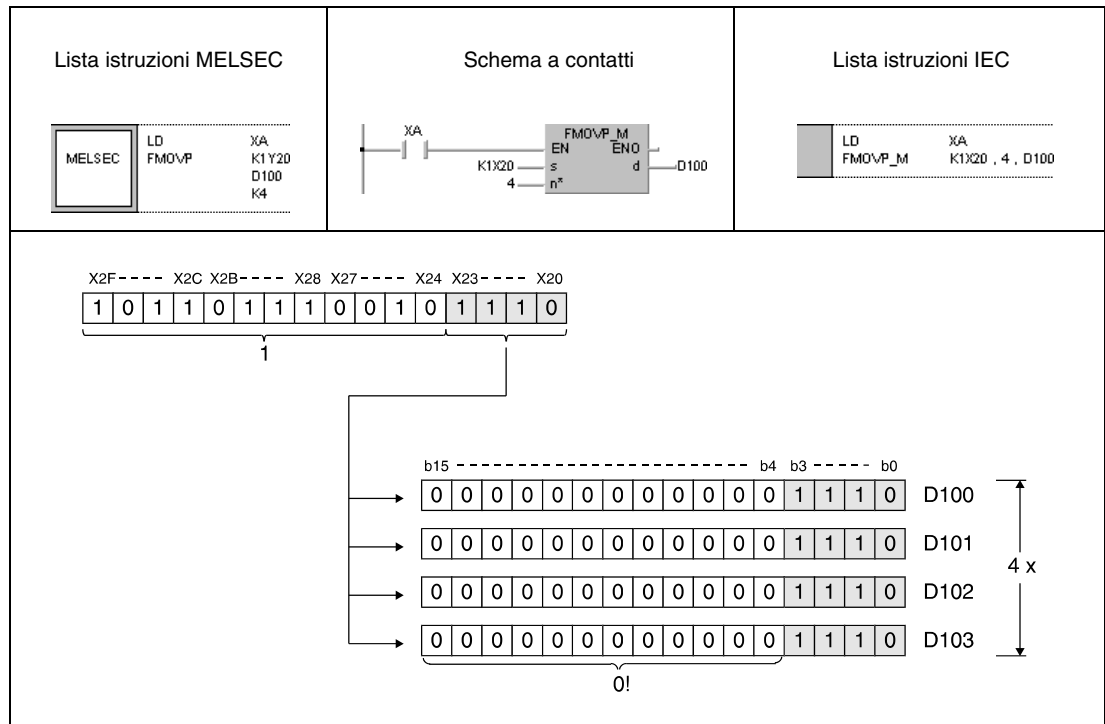 Lista istruzioni MELSEC
Schema a contatti
Lista istruzioni IEC
MELSEC
LD XA
FMOVP K1Y20
D100
K4
XA
FMOVP_M
EN ENO
K1X20 s d D100
4 n*
LD XA
FMOVP_M K1X20 , 4 , D100
X2F---- X2C X2B---- X28 X27---- X24 X23---- X20
1 0 1 1 0 1 1 1 0 0 1 0 1 1 1 0
1
b15 -------------------- b4 b3 ----- b0
0 0 0 0 0 0 0 0 0 0 0 0 1 1 1 0 D100
0 0 0 0 0 0 0 0 0 0 0 0 1 1 1 0 D101
4 x
0 0 0 0 0 0 0 0 0 0 0 0 1 1 1 0 D102
0 0 0 0 0 0 0 0 0 0 0 0 1 1 1 0 D103
0!